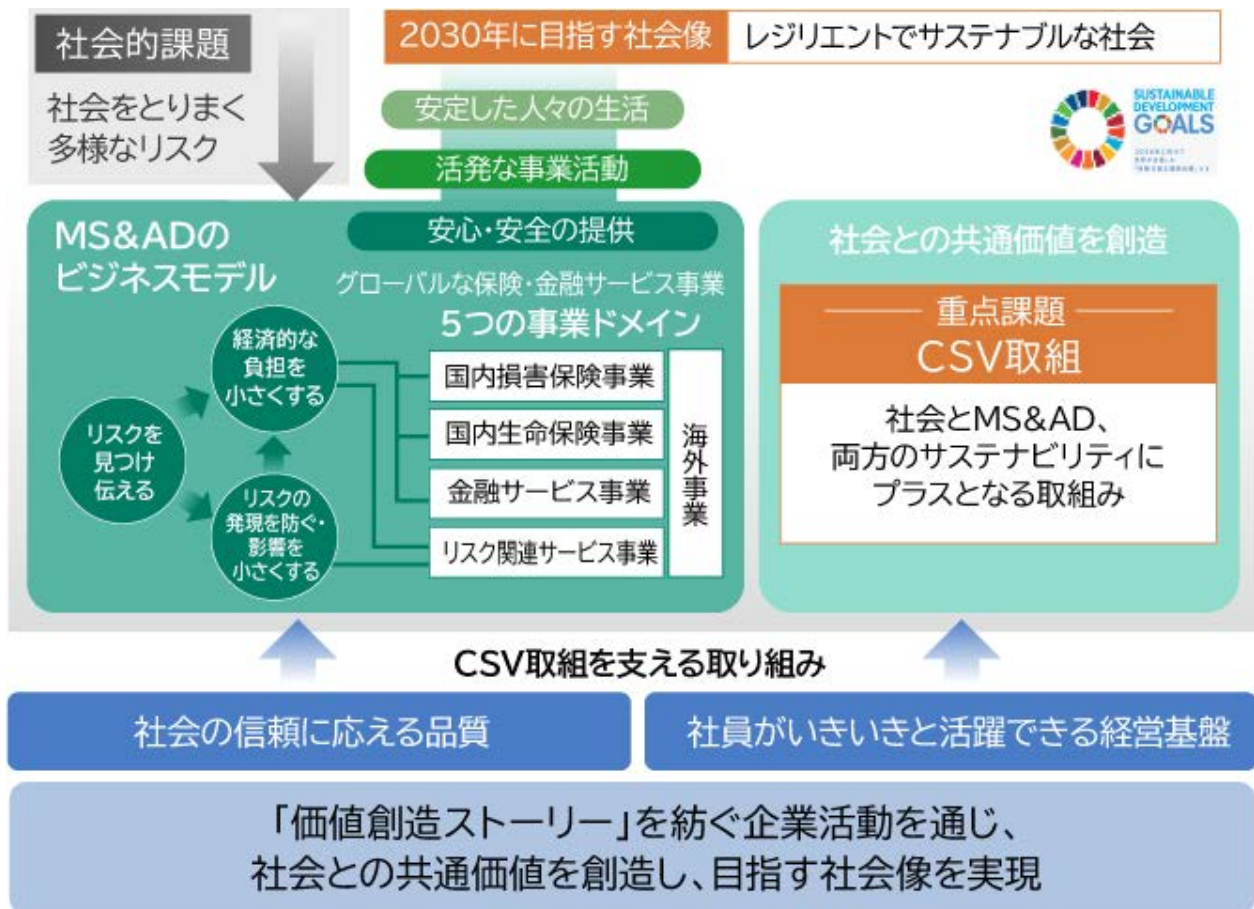 社会的課題
社会をとりまく
多様なリスク
2030年に目指す社会像
レジリエントでサステナブルな社会
安定した人々の生活
活発な事業活動
安心・安全の提供
SUSTAINABLE
DEVELOPMENT
GOALS
MS&ADの
ビジネスモデル
グローバルな保険・金融サービス事業
5つの事業ドメイン
経済的な
負担を
小さくする
リスクを
見つけ
伝える
リスクの
発現を防ぐ・
影響を
小さくする
国内損害保険事業
国内生命保険事業
金融サービス事業
リスク関連サービス事業
海外事業
社会との共通価値を創造
重点課題
CSV取組
社会とMS&AD、
両方のサステナビリティに
プラスとなる取組み
CSV取組を支える取り組み
社会の信頼に応える品質
社員がいきいきと活躍できる経営基盤
「価値創造ストーリー」を紡ぐ企業活動を通じ、
社会との共通価値を創造し、目指す社会像を実現